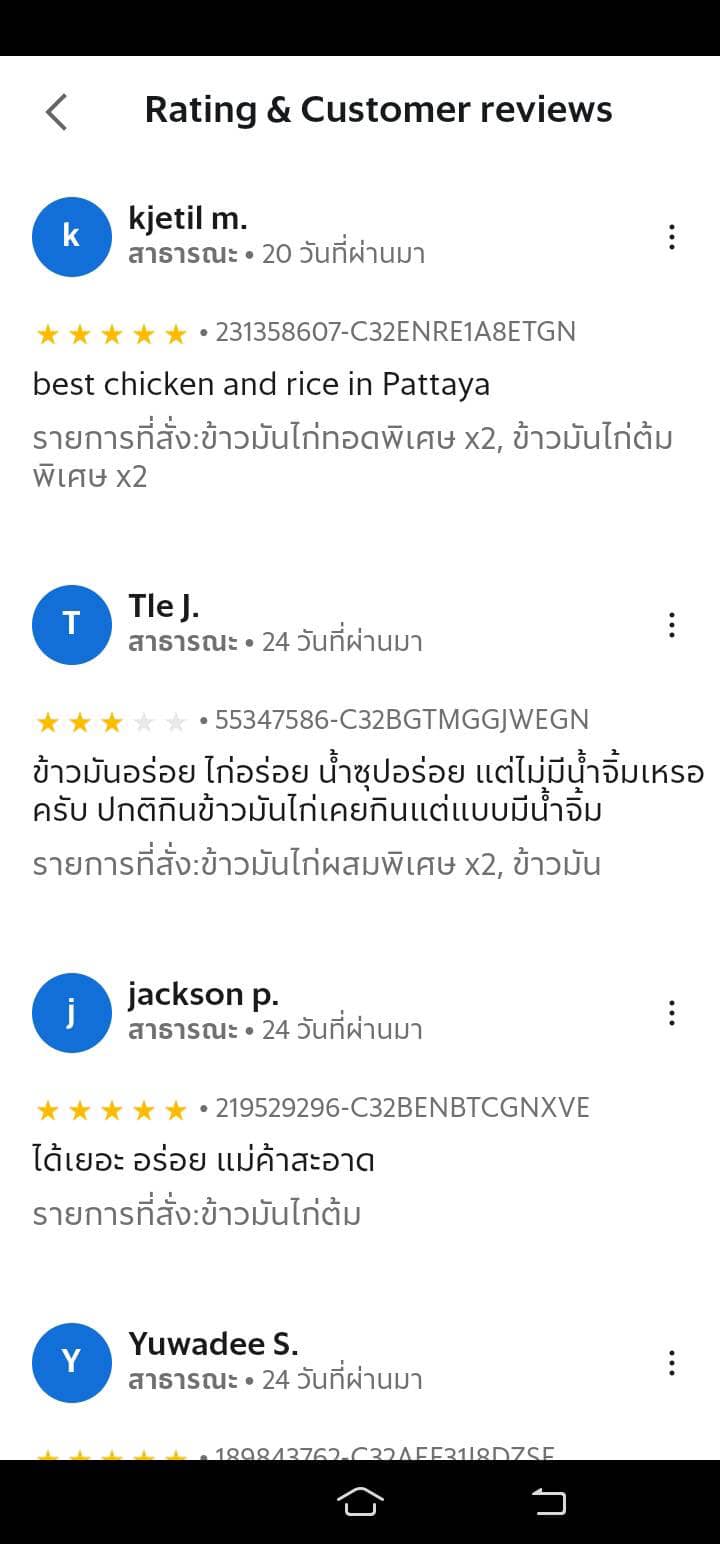 Rating & Customer reviews
k
kjetil m.
สาธารณะ • 20 วันที่ผ่านมา
• 231358607-C32ENRE1A8ETGN
best chicken and rice in Pattaya
รายการที่สั่ง:ข้าวมันไก่ทอดพิเศษ x2, ข้าวมันไก่ต้ม
พิเศษ x2
T
Tle J.
สาธารณะ • 24 วันที่ผ่านมา
• 55347586-C32BGTMGGJWEGN
ข้าวมันอร่อย ไก่อร่อย น้ำซุปอร่อย แต่ไม่มีน้ำจิ้มเหรอ
ครับ ปกติกินข้าวมันไก่เคยกินแต่แบบมีน้ำจิ้ม
รายการที่สั่ง:ข้าวมันไก่ผสมพิเศษ x2, ข้าวมัน
j
jackson p.
สาธารณะ • 24 วันที่ผ่านมา
• 219529296-C32BENBTCGNXVE
ได้เยอะ อร่อย แม่ค้าสะอาด
รายการที่สั่ง:ข้าวมันไก่ต้ม
Y
Yuwadee S.
สาธารณะ • 24 วันที่ผ่านมา